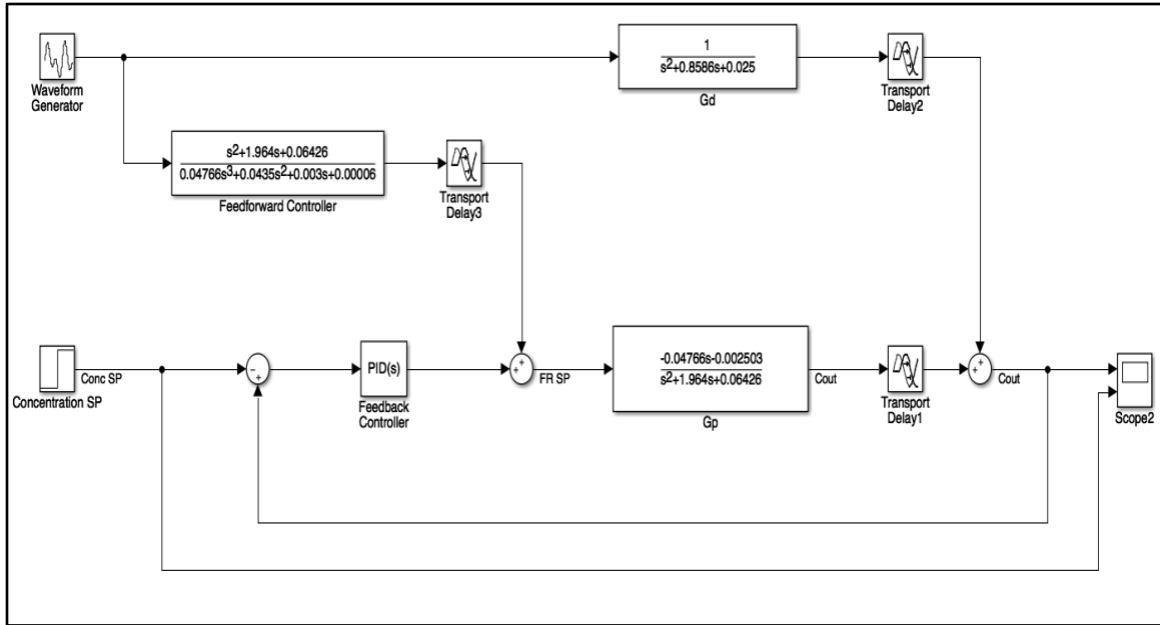 1
s2+0.8586s+0.025
Gd
Waveform
Generator
Transport
Delay2
s2+1.964s+0.06426
0.04766s3+0.0435s2+0.003s+0.00006
Feedforward Controller
Transport
Delay3
Conc SP
Concentration SP
-
+
PID(s)
Feedback
Controller
+
+
FR SP
-0.04766s-0.002503
s2+1.964s+0.06426
Gp
Cout
Transport
Delay1
+
+
Cout
Scope2